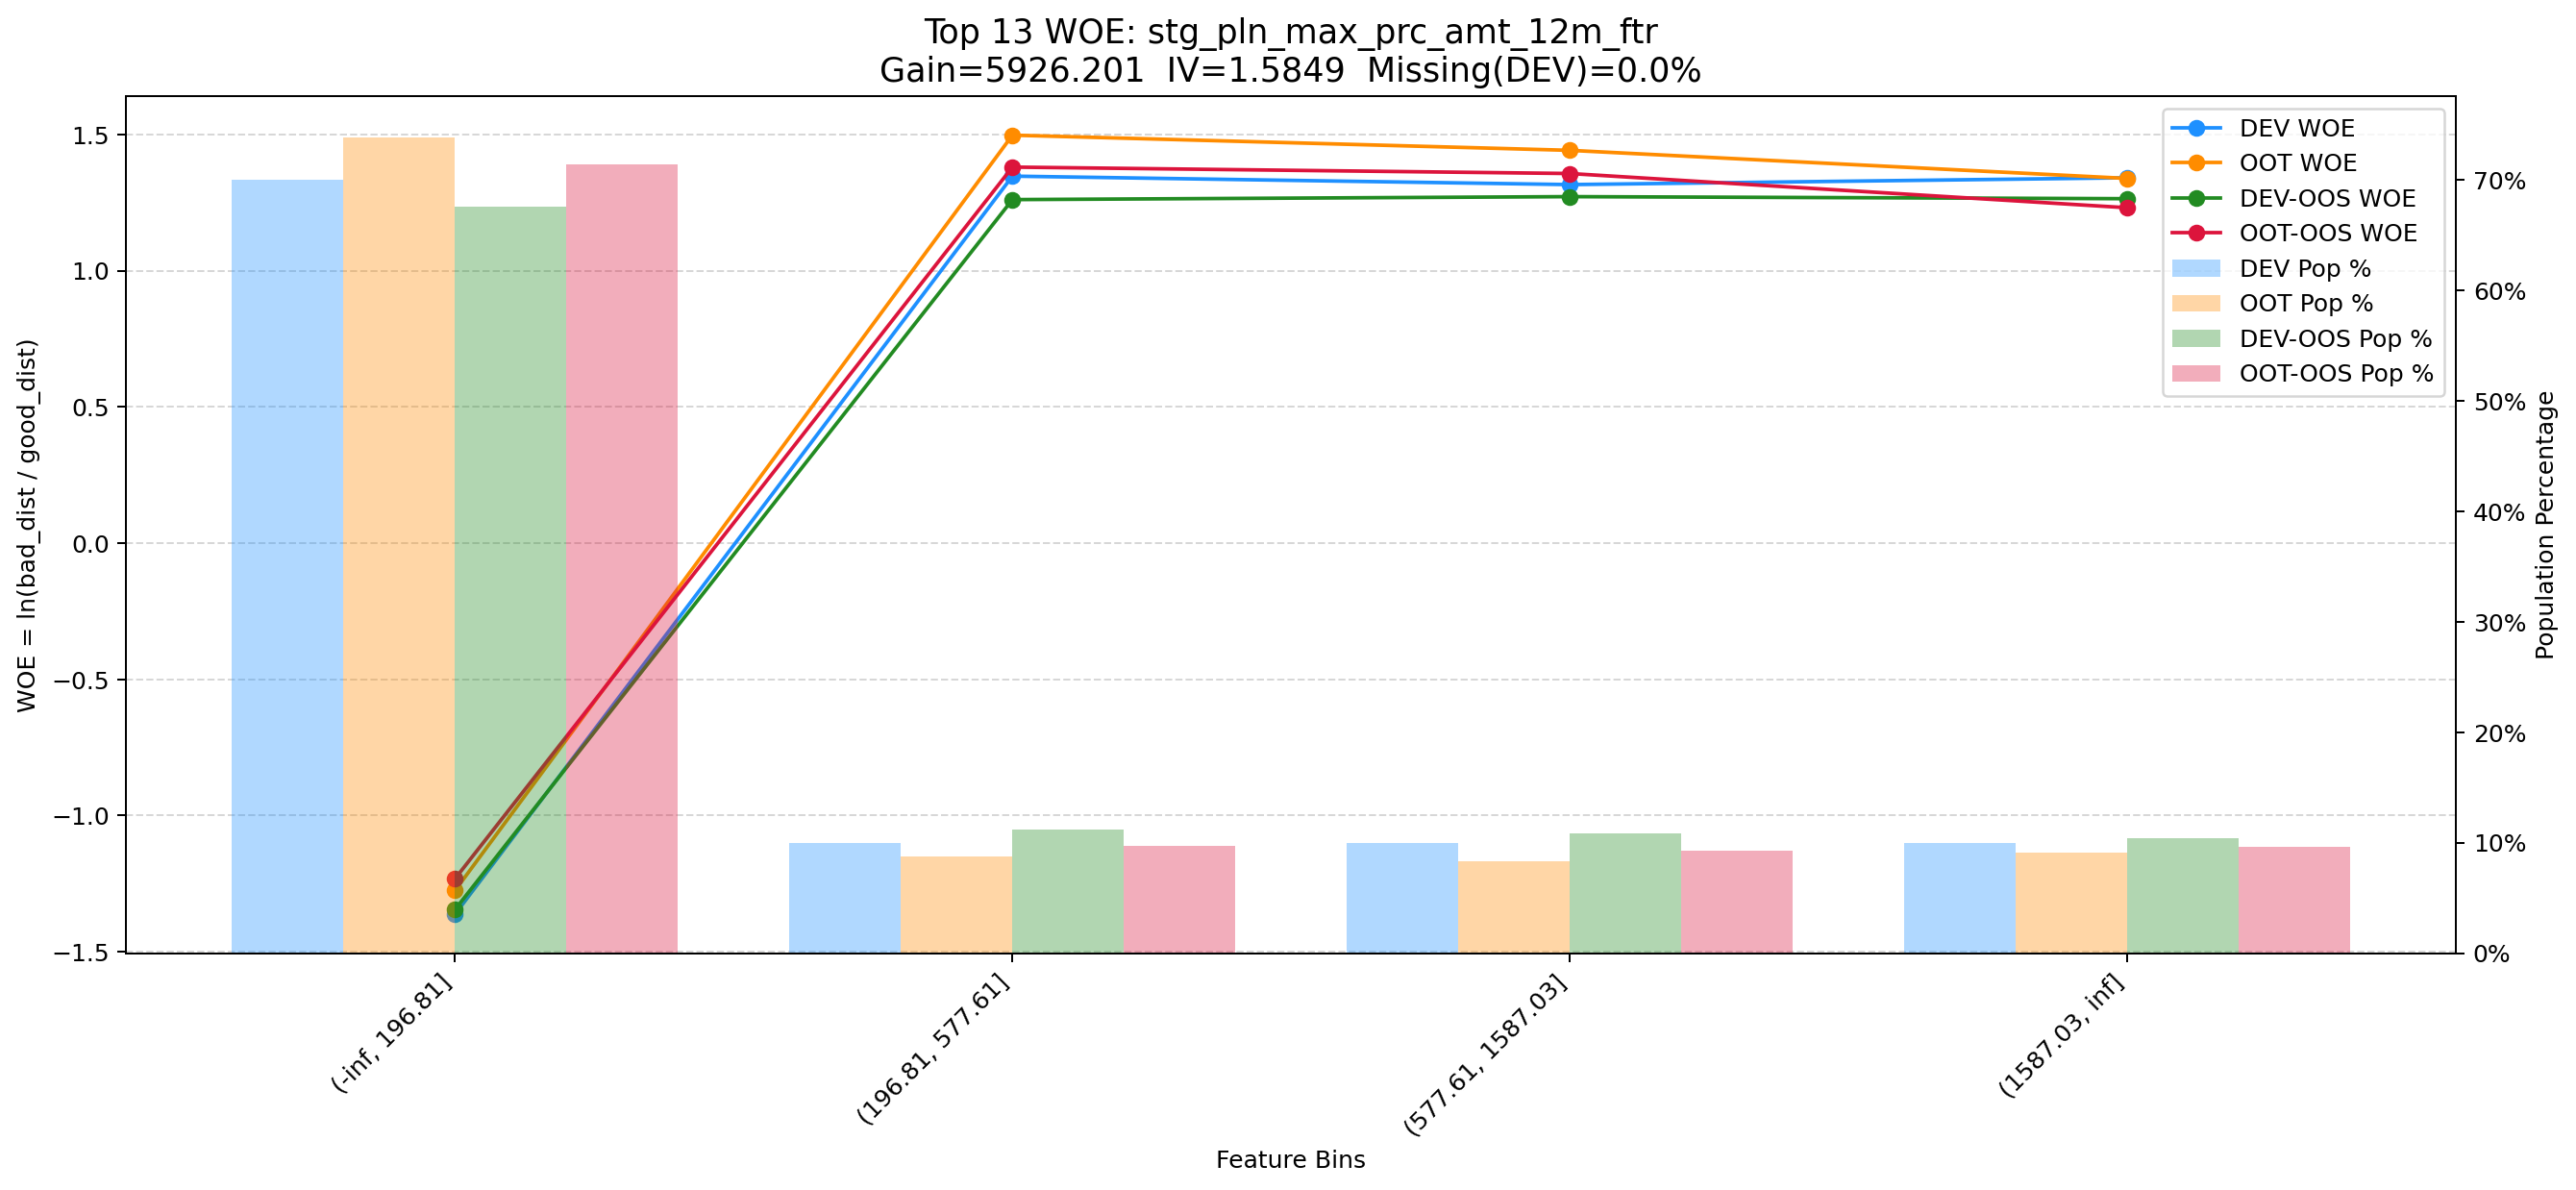 Top 13 WOE: stg_pln_max_prc_amt_12m_ftr
Gain=5926.201  IV=1.5849  Missing(DEV)=0.0%
WOE = ln(bad_dist / good_dist)
1.5
1.0
0.5
0.0
−0.5
−1.0
−1.5
DEV WOE
OOT WOE
DEV-OOS WOE
OOT-OOS WOE
DEV Pop %
OOT Pop %
DEV-OOS Pop %
OOT-OOS Pop %
70%
60%
50%
40%
30%
20%
10%
0%
Population Percentage
(-inf, 196.81]
(196.81, 577.61]
(577.61, 1587.03]
(1587.03, inf]
Feature Bins